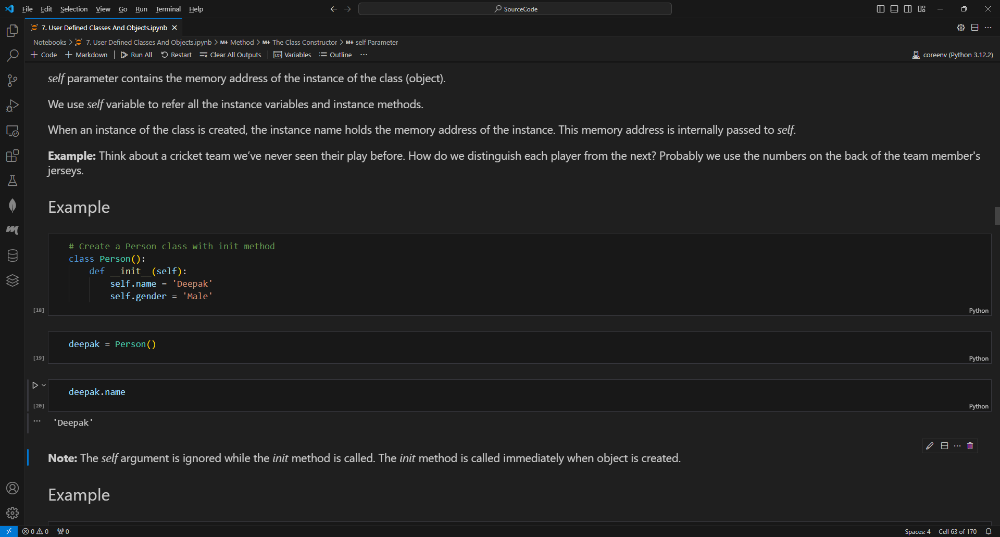 File Edit Selection View Go Run Terminal Help
SourceCode
7. User Defined Classes And Objects.ipynb
Notebooks > 7. User Defined Classes And Objects.ipynb > M↓ Method > M↓ The Class Constructor > M↓ self Parameter
+ Code + Markdown | Run All Restart Clear All Outputs | Variables Outline ...
coreenv (Python 3.12.2)
self parameter contains the memory address of the instance of the class (object).
We use self variable to refer all the instance variables and instance methods.
When an instance of the class is created, the instance name holds the memory address of the instance. This memory address is internally passed to self.
Example: Think about a cricket team we’ve never seen their play before. How do we distinguish each player from the next? Probably we use the numbers on the back of the team member's
jerseys.
Example
# Create a Person class with init method
class Person():
def __init__(self):
self.name = 'Deepak'
self.gender = 'Male'
[18]
Python
deepak = Person()
[19]
Python
deepak.name
[20]
Python
... 'Deepak'
Note: The self argument is ignored while the init method is called. The init method is called immediately when object is created.
Example
0 0 0
Spaces: 4 Cell 63 of 170